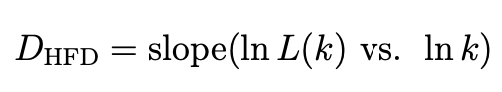 D_HFD = slope(ln L(k) vs. ln k)